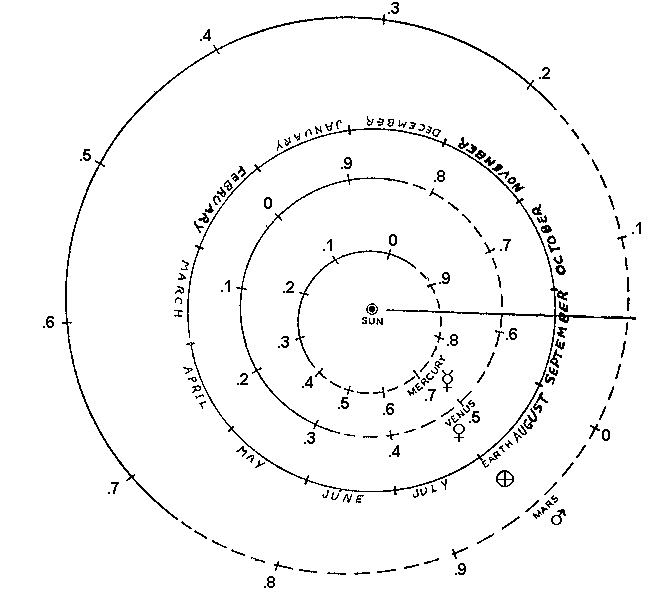 .3
.4
.2
.5
.1
.6
0
.7
.9
.8
DECEMBER
JANUARY
NOVEMBER
FEBRUARY
OCTOBER
MARCH
SEPTEMBER
APRIL
AUGUST
MAY
JULY
JUNE
EARTH
MARS
.9
.8
0
.7
.1
.6
.2
.5
.3
.4
VENUS
0
.1
.9
.2
.8
.3
.7
.4
.6
.5
MERCURY
SUN